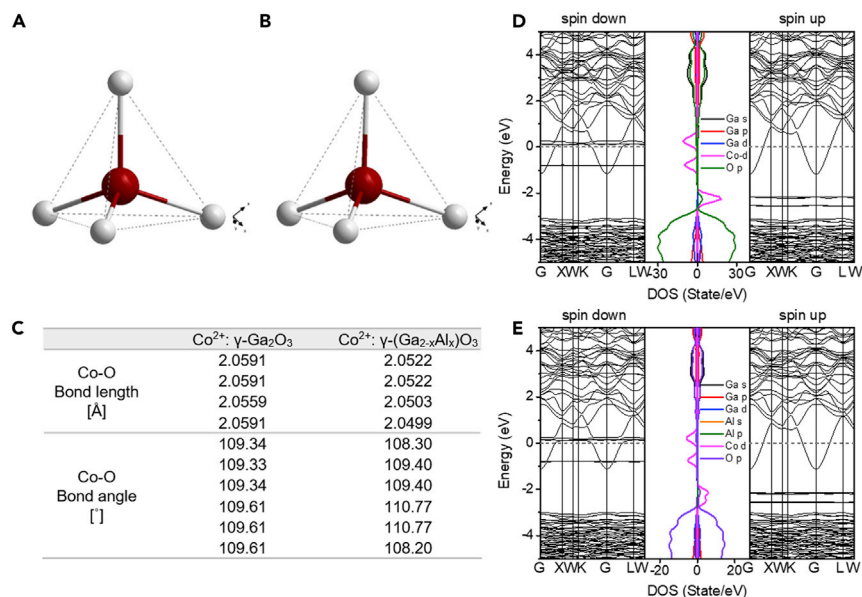 A
B
C
Co²⁺: γ-Ga₂O₃ Co²⁺: γ-(Ga₂₋ₓAlₓ)O₃
Co-O
Bond length
[Å]
2.0591 2.0522
2.0591 2.0522
2.0559 2.0503
2.0591 2.0499
Co-O
Bond angle
[°]
109.34 108.30
109.33 109.40
109.34 109.40
109.61 110.77
109.61 110.77
109.61 108.20
D
spin down spin up
Energy (eV)
4
2
0
-2
-4
Ga s
Ga p
Ga d
Co-d
O p
G XWK G LW
-30 0 30
G XWK G LW
DOS (State/eV)
E
spin down spin up
Energy (eV)
4
2
0
-2
-4
Ga s
Ga p
Ga d
Al s
Al p
Co d
O p
G XWK G LW
-20 0 20
G XWK G LW
DOS (State/eV)